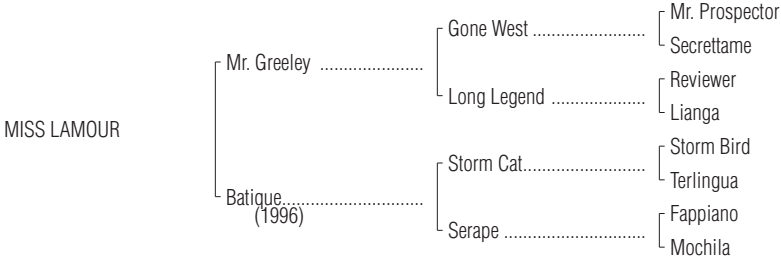 Mr. Prospector
Gone West ........................
Secrettame
Mr. Greeley ......................
Reviewer
Long Legend ....................
Lianga
MISS LAMOUR
Storm Bird
Storm Cat..........................
Terlingua
Batique..............................
(1996)
Fappiano
Serape ..............................
Mochila